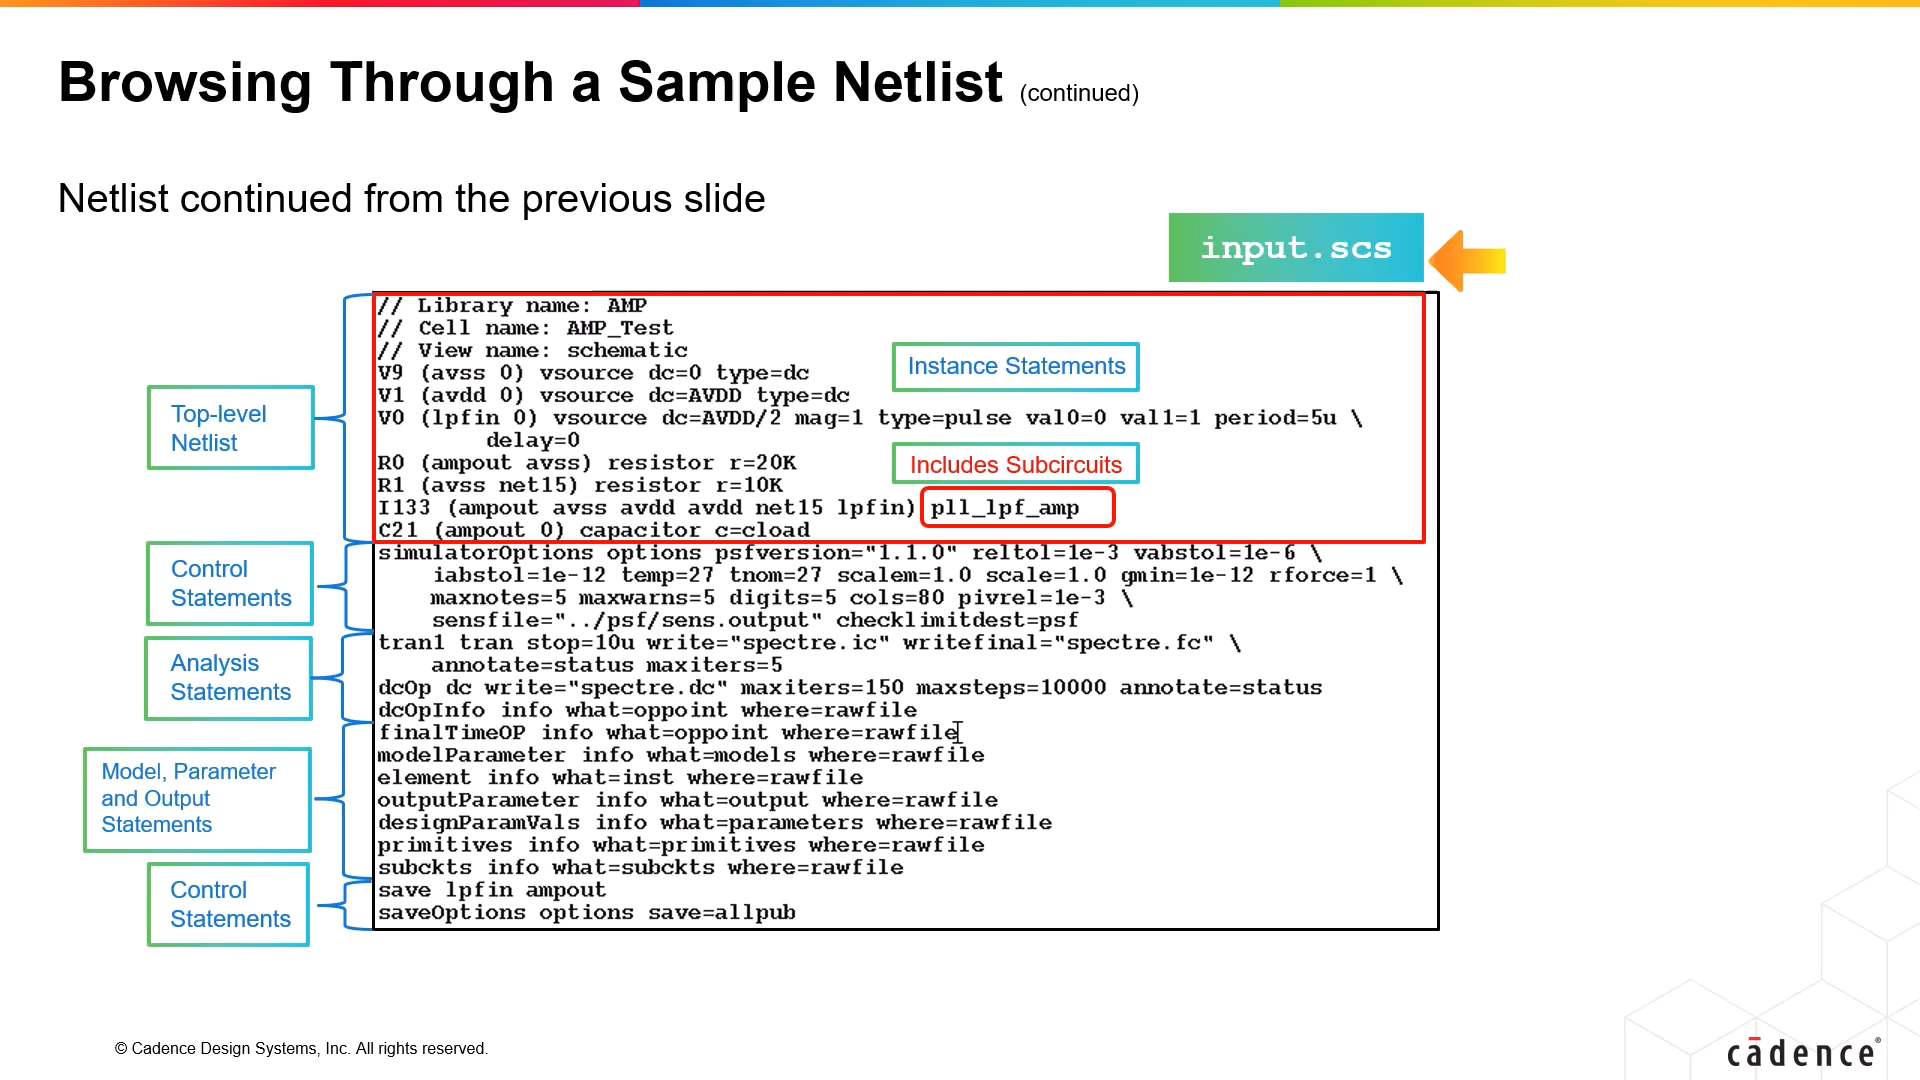 Browsing Through a Sample Netlist (continued)
Netlist continued from the previous slide
input.scs
// Library name: AMP
// Cell name: AMP_Test
// View name: schematic
V9 (avss 0) vsource dc=0 type=dc
V1 (avdd 0) vsource dc=AVDD type=dc
V0 (lpfin 0) vsource dc=AVDD/2 mag=1 type=pulse val0=0 val1=1 period=5u \
delay=0
R0 (ampout avss) resistor r=20K
R1 (avss net15) resistor r=10K
I133 (ampout avss avdd avdd net15 lpfin) pll_lpf_amp
C21 (ampout 0) capacitor c=cload
simulatorOptions options psfversion="1.1.0" reltol=1e-3 vabstol=1e-6 \
iabstol=1e-12 temp=27 tnom=27 scalem=1.0 scale=1.0 gmin=1e-12 rforce=1 \
maxnotes=5 maxwarns=5 digits=5 cols=80 pivrel=1e-3 \
sensfile="../psf/sens.output" checklimitdest=psf
tran1 tran stop=10u write="spectre.ic" writefinal="spectre.fc" \
annotate=status maxiters=5
dcOp dc write="spectre.dc" maxiters=150 maxsteps=10000 annotate=status
dcOpInfo info what=oppoint where=rawfile
finalTimeOP info what=oppoint where=rawfile
modelParameter info what=models where=rawfile
element info what=inst where=rawfile
outputParameter info what=output where=rawfile
designParamVals info what=parameters where=rawfile
primitives info what=primitives where=rawfile
subckts info what=subckts where=rawfile
save lpfin ampout
saveOptions options save=allpub
Instance Statements
Includes Subcircuits
Top-level
Netlist
Control
Statements
Analysis
Statements
Model, Parameter
and Output
Statements
Control
Statements
© Cadence Design Systems, Inc. All rights reserved.
cādence®